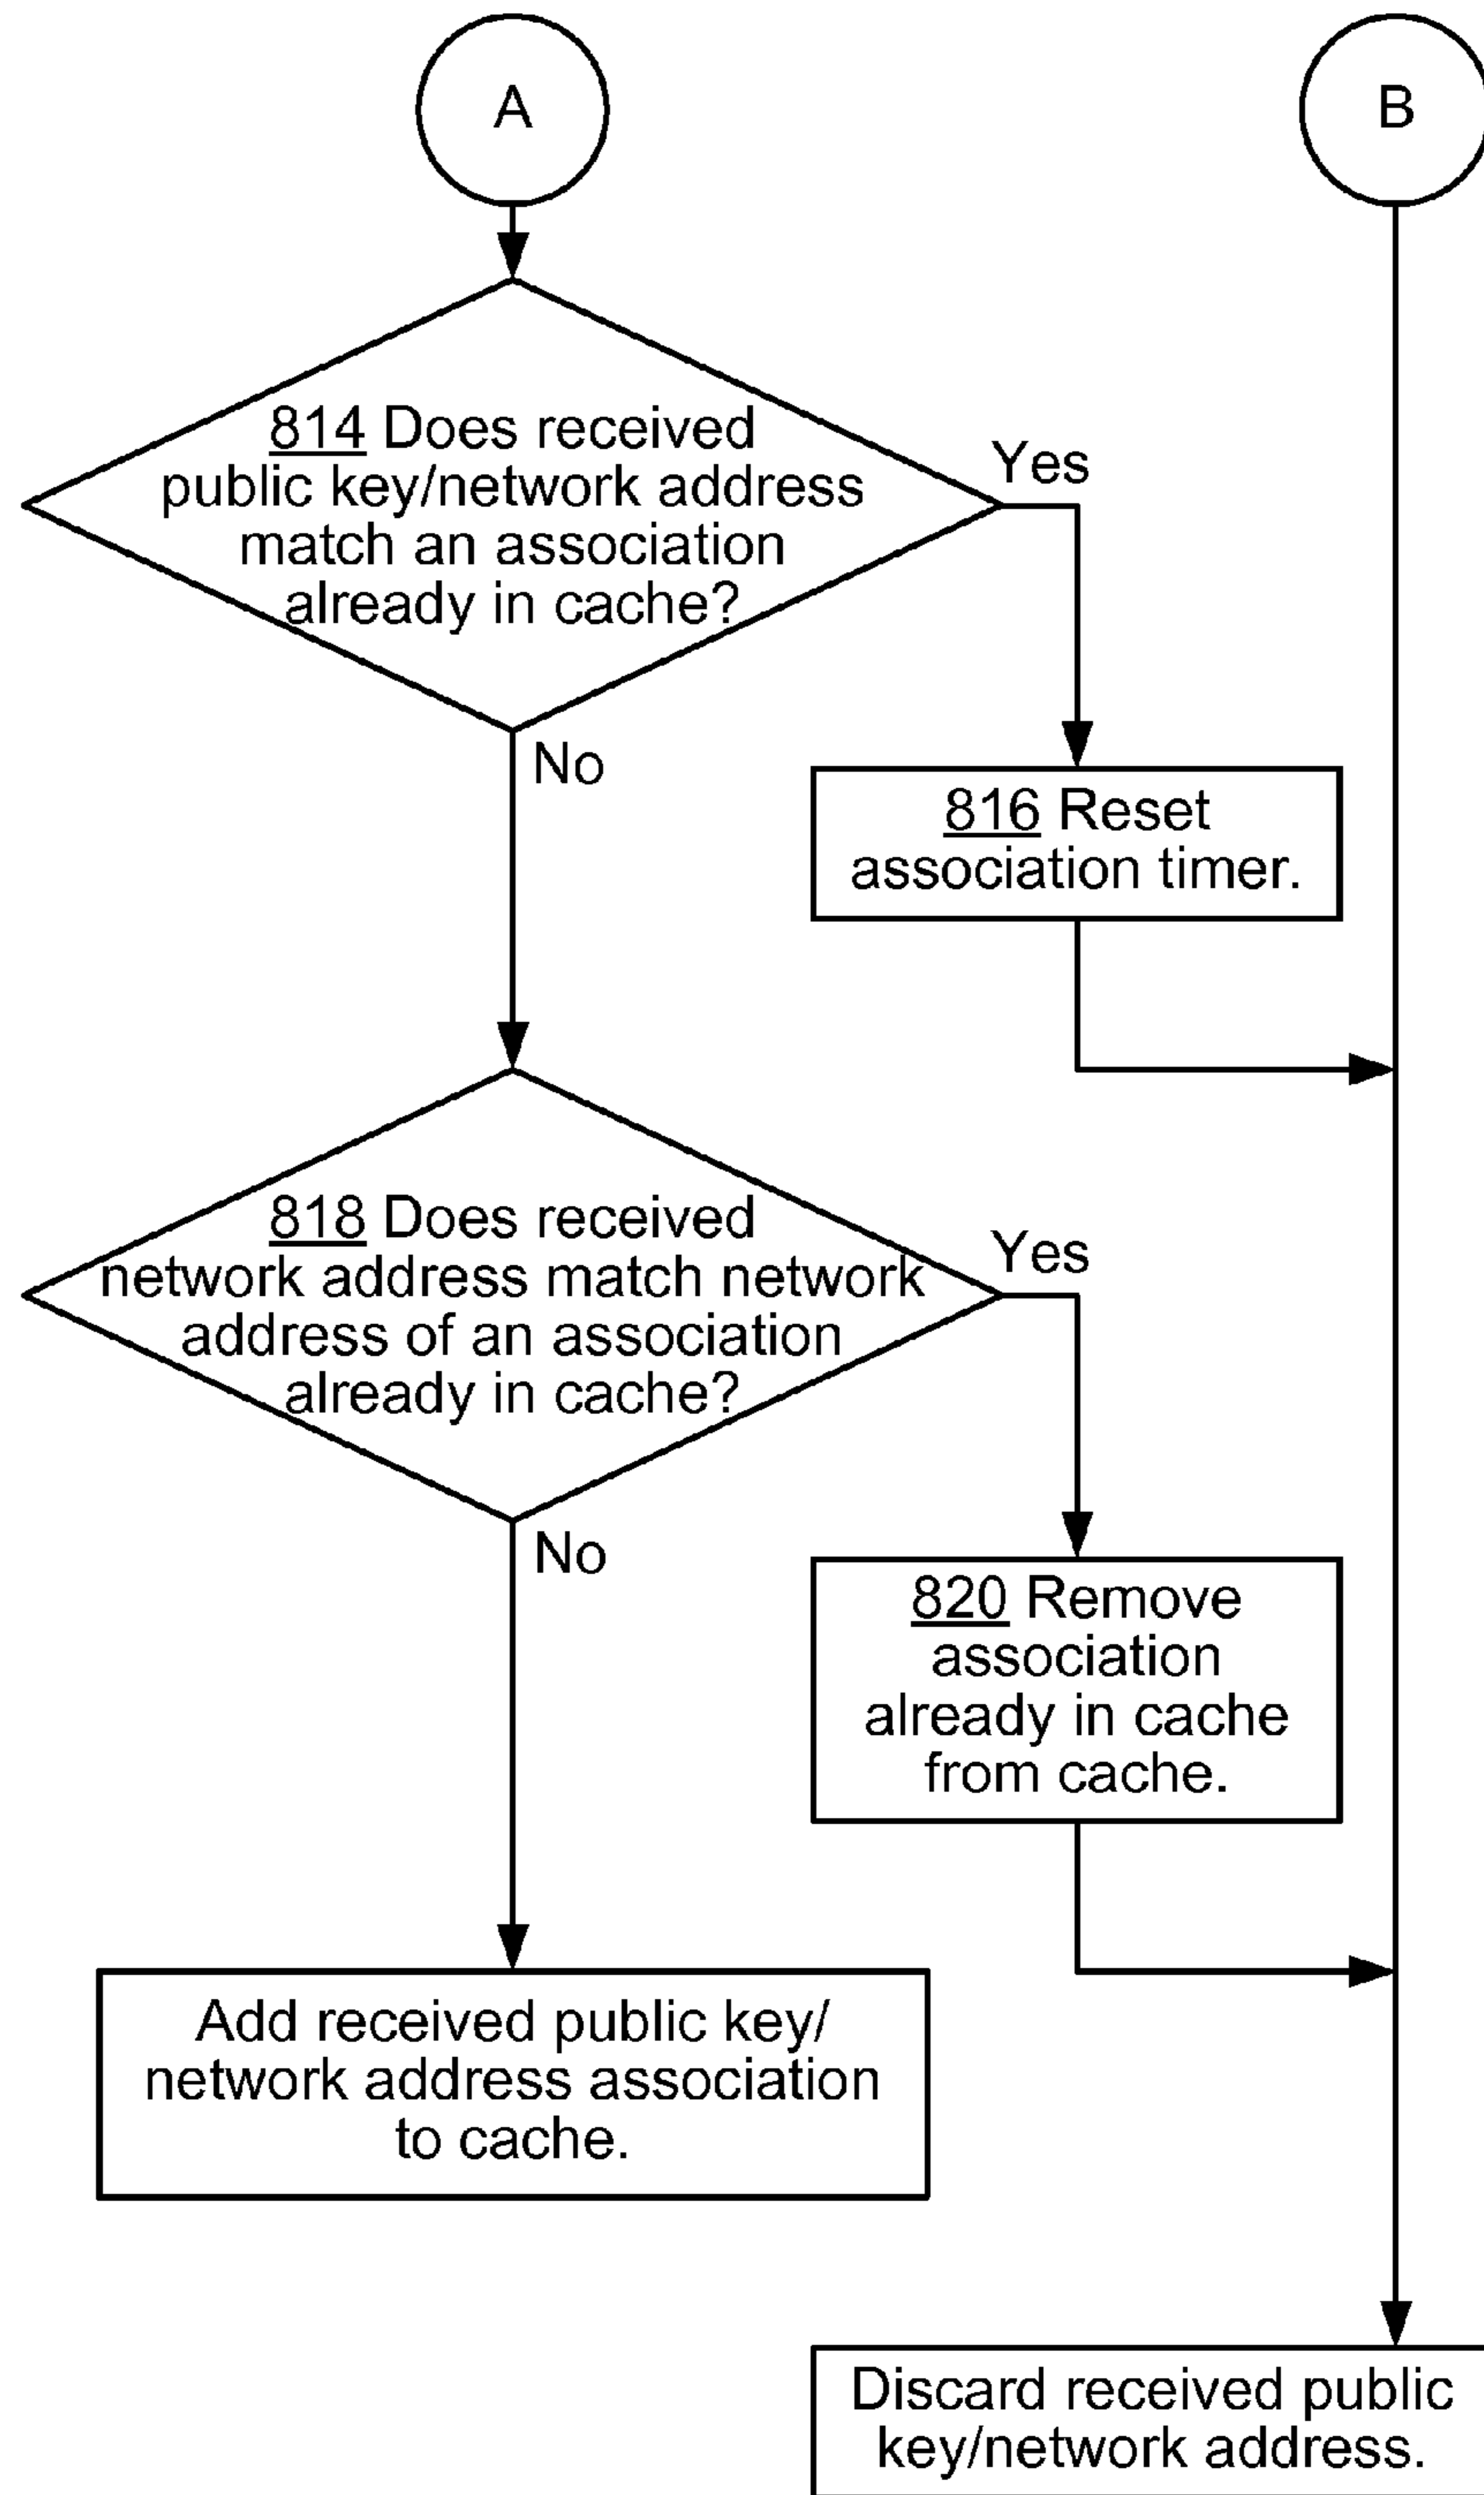 A
B
814 Does received
public key/network address
match an association
already in cache?
Yes
No
816 Reset
association timer.
818 Does received
network address match network
address of an association
already in cache?
Yes
No
820 Remove
association
already in cache
from cache.
Add received public key/
network address association
to cache.
Discard received public
key/network address.